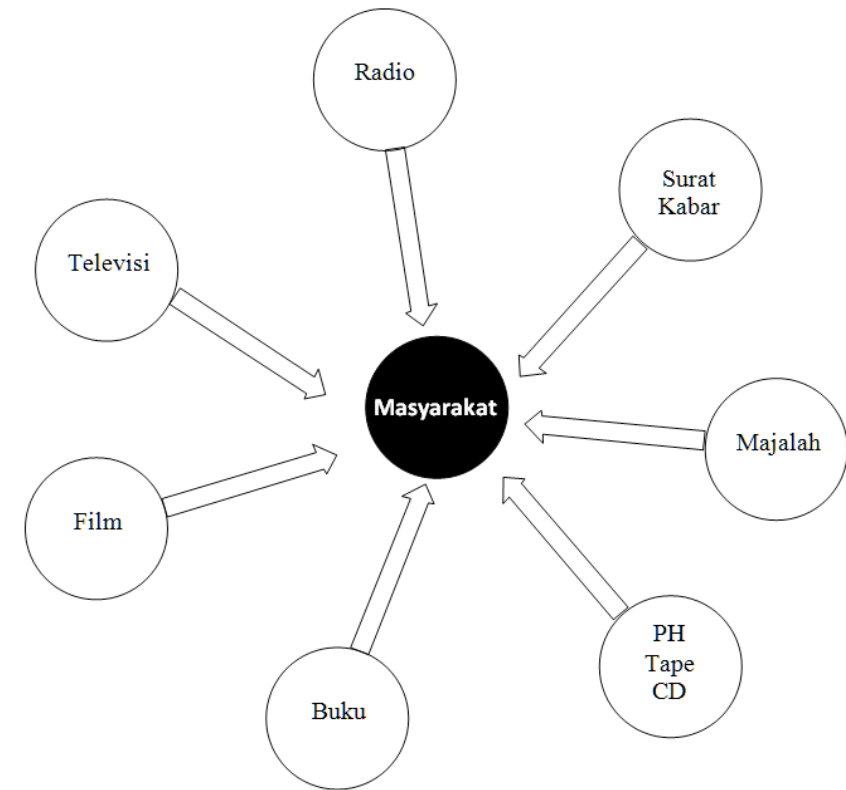 Radio
Surat
Kabar
Televisi
Masyarakat
Majalah
Film
PH
Tape
CD
Buku